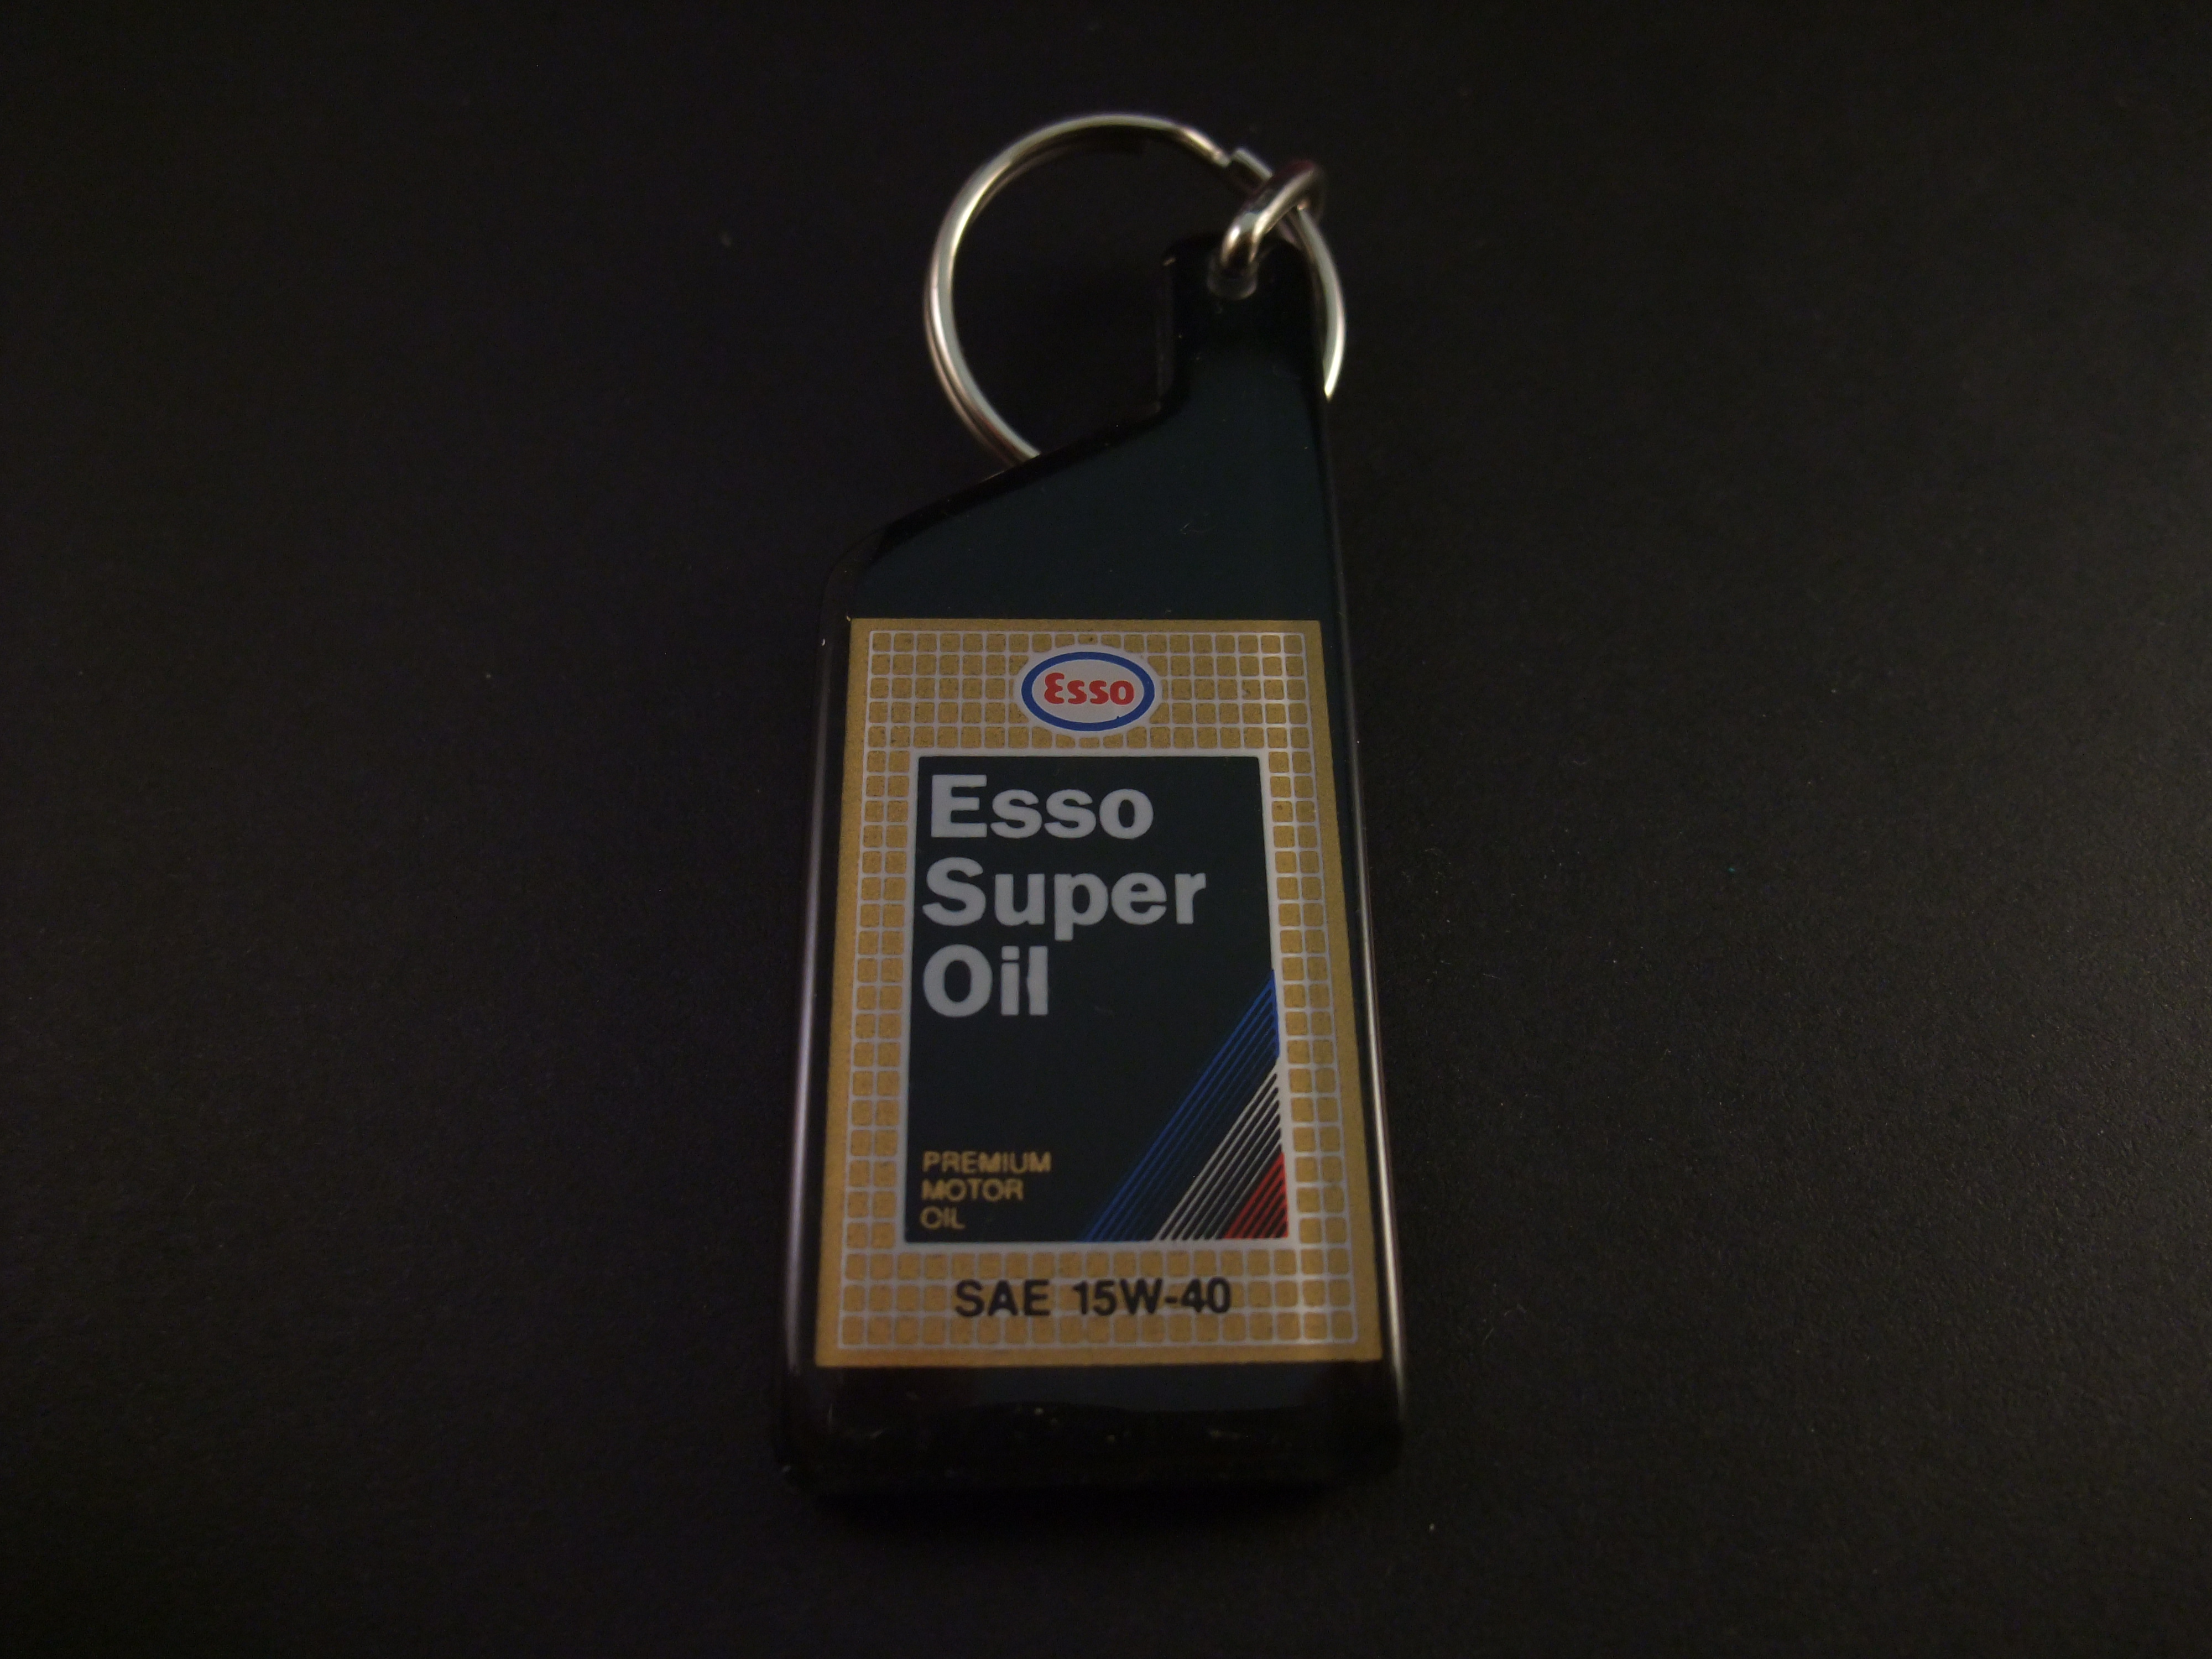 Esso
Esso
Super
Oil
PREMIUM
MOTOR
OIL
SAE 15W-40